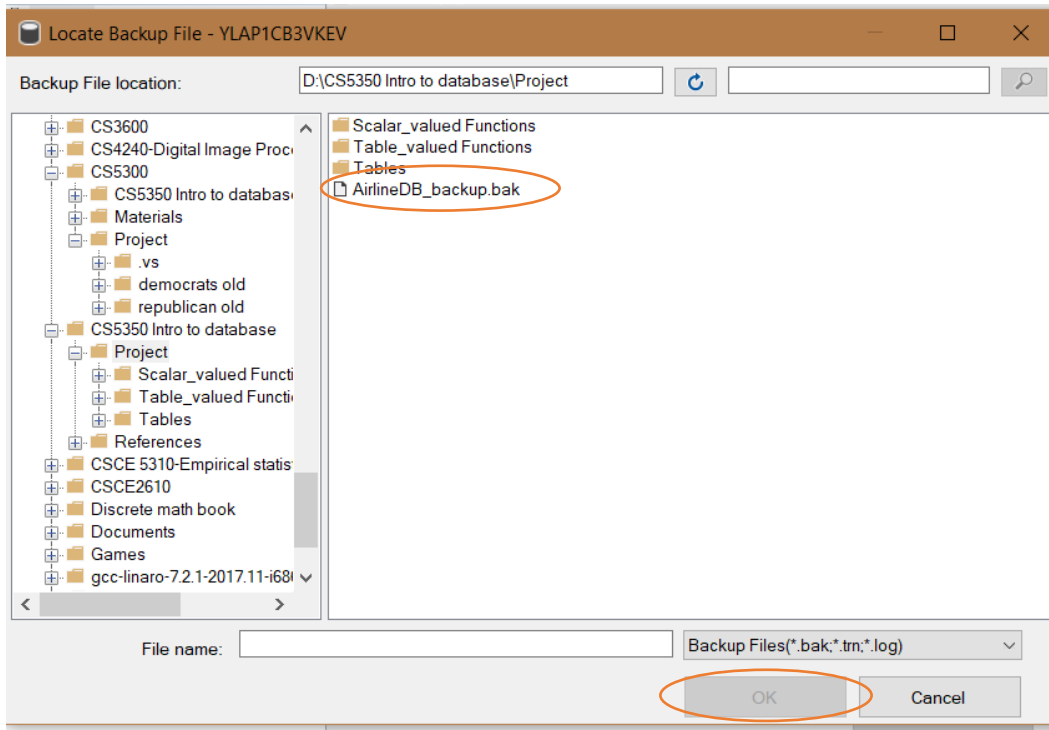 Locate Backup File - YLAP1CB3VKEV
Backup File location:
D:\CS5350 Intro to database\Project
CS3600
CS4240-Digital Image Proc
CS5300
CS5350 Intro to databas
Materials
Project
.vs
democrats old
republican old
CS5350 Intro to database
Project
Scalar_valued Functi
Table_valued Functi
Tables
References
CSCE 5310-Empirical statis
CSCE2610
Discrete math book
Documents
Games
gcc-linaro-7.2.1-2017.11-i68
Scalar_valued Functions
Table_valued Functions
Tables
AirlineDB_backup.bak
File name:
Backup Files(*.bak;*.trn;*.log)
OK
Cancel